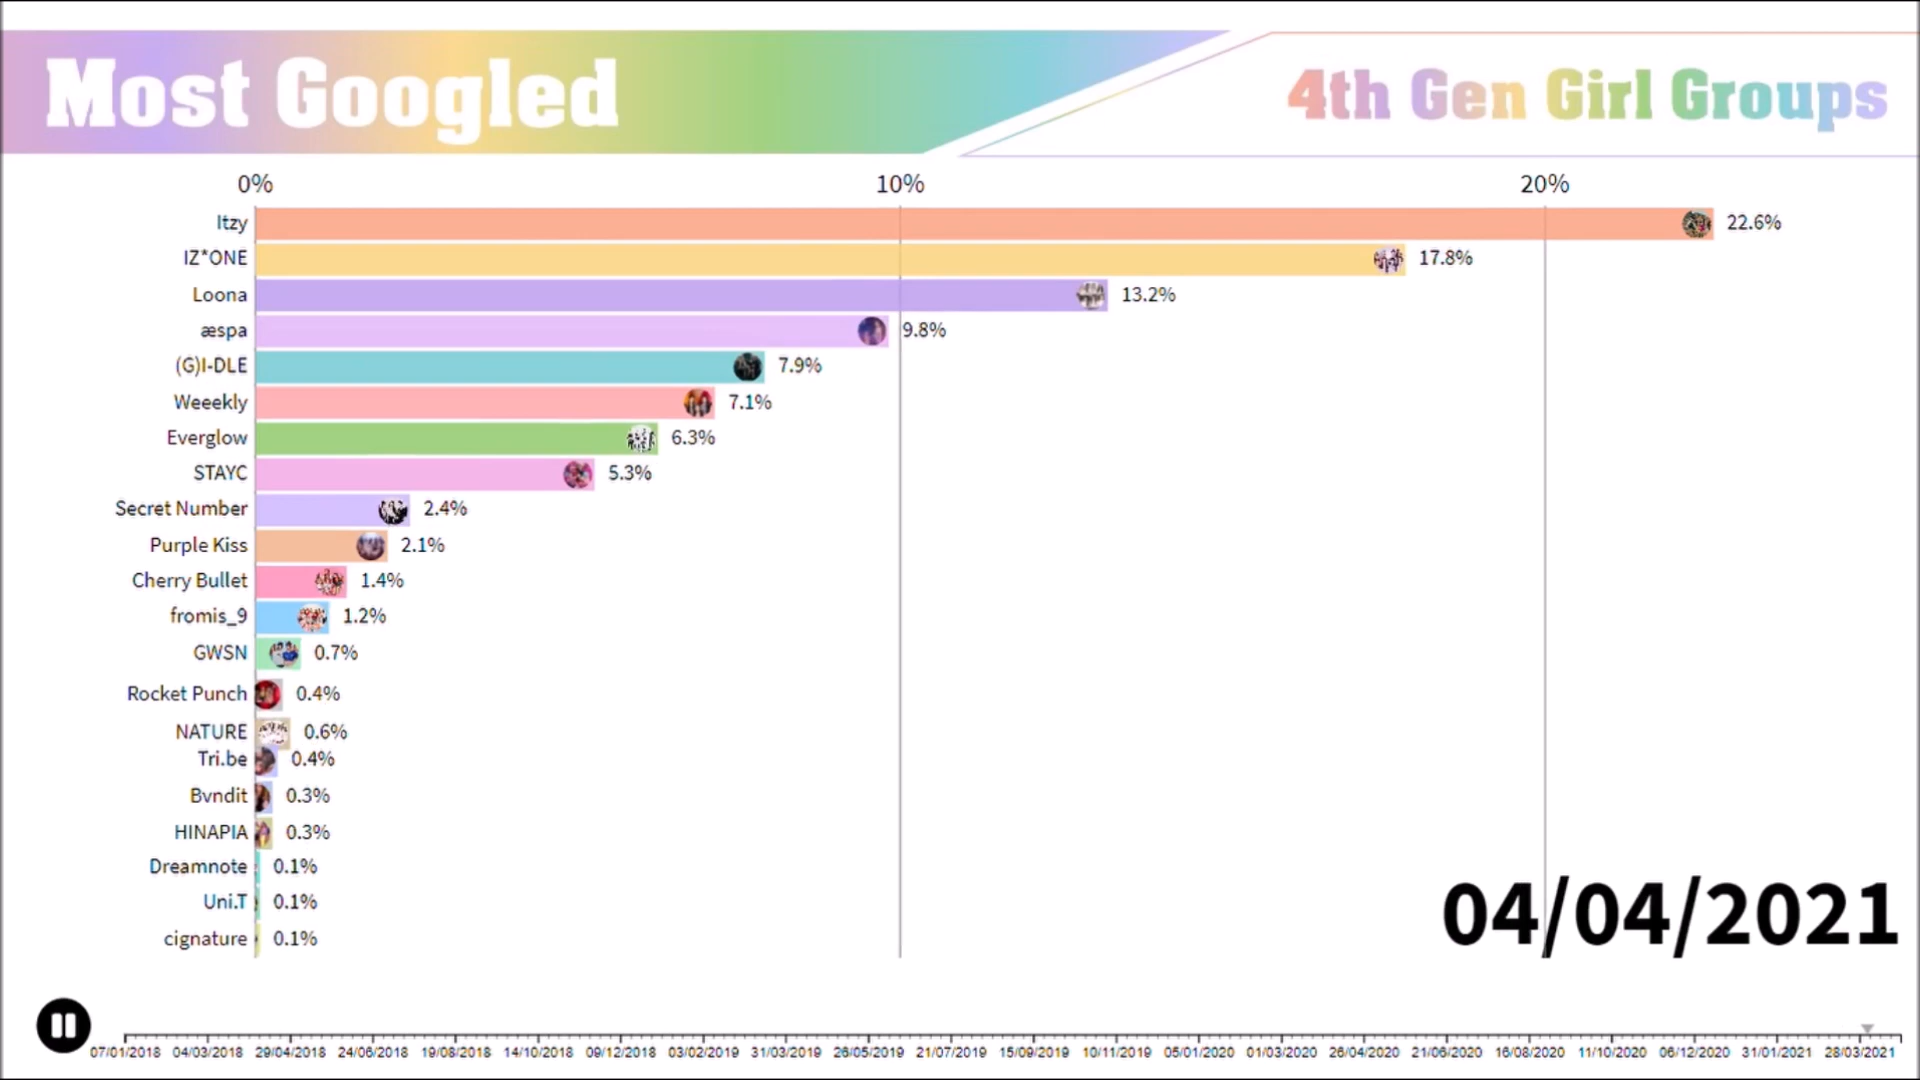 Most Googled
4th Gen Girl Groups
0% 10% 20%
Itzy 22.6%
IZ*ONE 17.8%
Loona 13.2%
æspa 9.8%
(G)I-DLE 7.9%
Weeekly 7.1%
Everglow 6.3%
STAYC 5.3%
Secret Number 2.4%
Purple Kiss 2.1%
Cherry Bullet 1.4%
fromis_9 1.2%
GWSN 0.7%
Rocket Punch 0.4%
NATURE 0.6%
Tri.be 0.4%
Bvndit 0.3%
HINAPIA 0.3%
Dreamnote 0.1%
Uni.T 0.1%
cignature 0.1%
04/04/2021
07/01/2018 04/03/2018 29/04/2018 24/06/2018 19/08/2018 14/10/2018 09/12/2018 03/02/2019 31/03/2019 26/05/2019 21/07/2019 15/09/2019 10/11/2019 05/01/2020 01/03/2020 26/04/2020 21/06/2020 16/08/2020 11/10/2020 06/12/2020 31/01/2021 28/03/2021